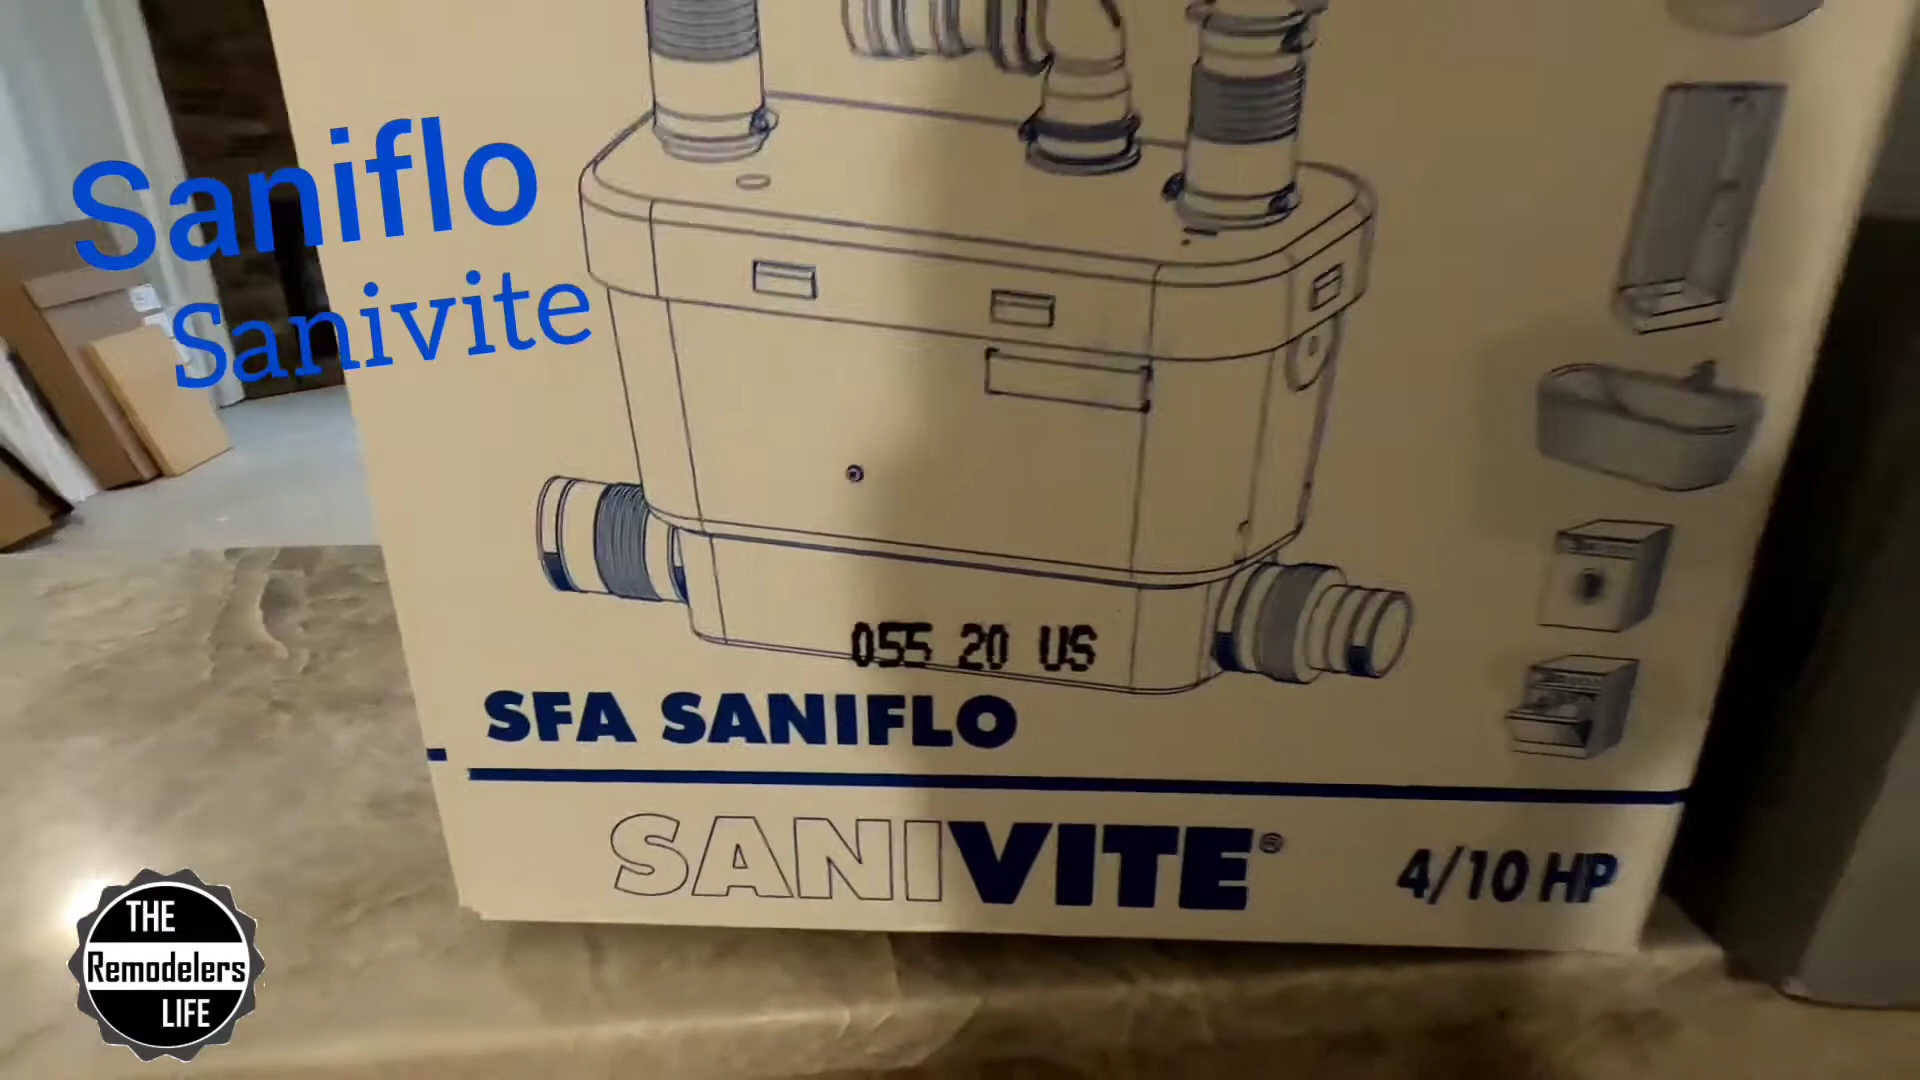 Saniflo
Sanivite
055 20 US
SFA SANIFLO
SANIVITE®
4/10 HP
THE
Remodelers
LIFE